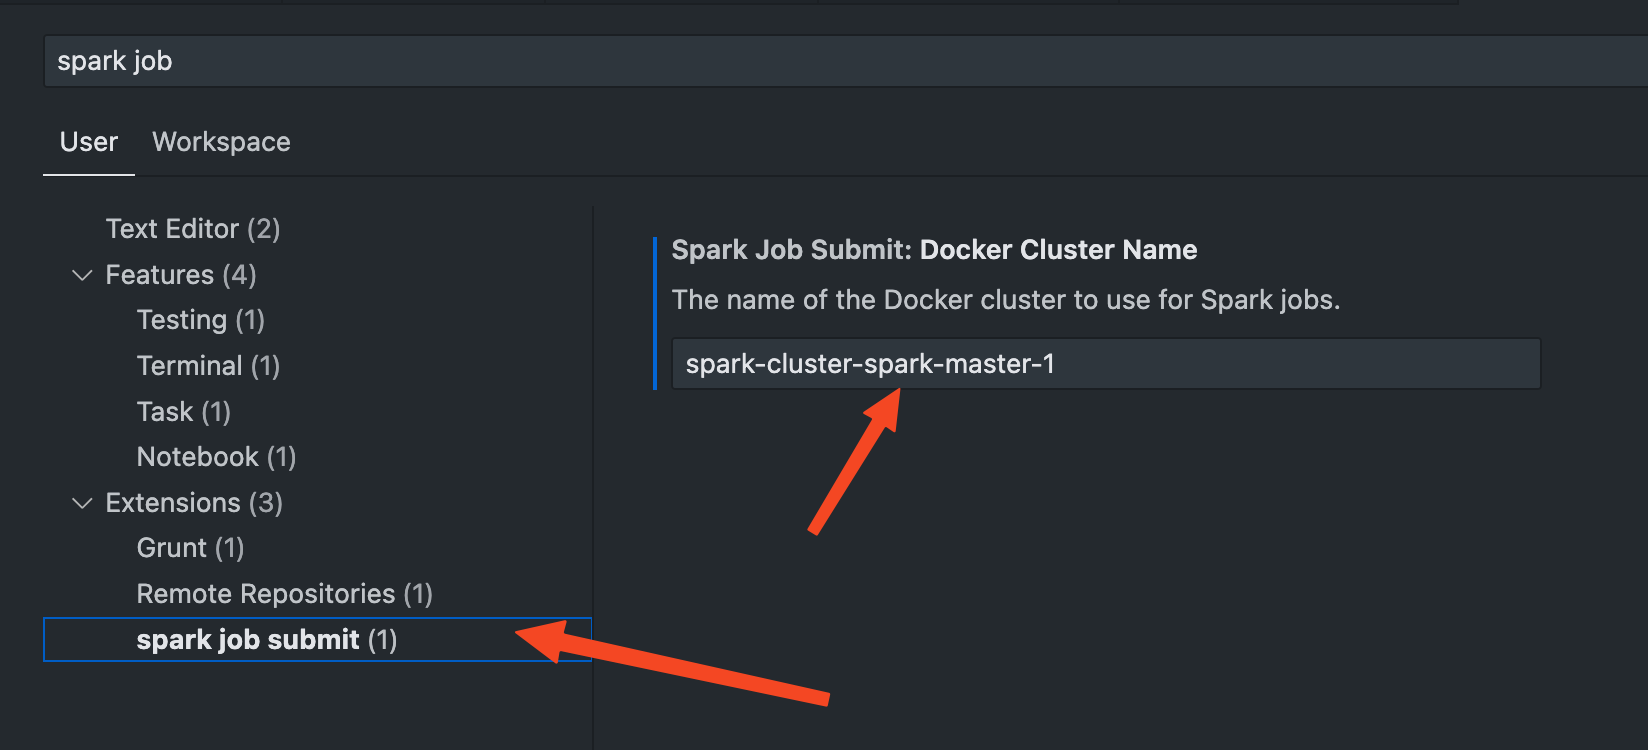 spark job
User Workspace
Text Editor (2)
Features (4)
Testing (1)
Terminal (1)
Task (1)
Notebook (1)
Extensions (3)
Grunt (1)
Remote Repositories (1)
spark job submit (1)
Spark Job Submit: Docker Cluster Name
The name of the Docker cluster to use for Spark jobs.
spark-cluster-spark-master-1